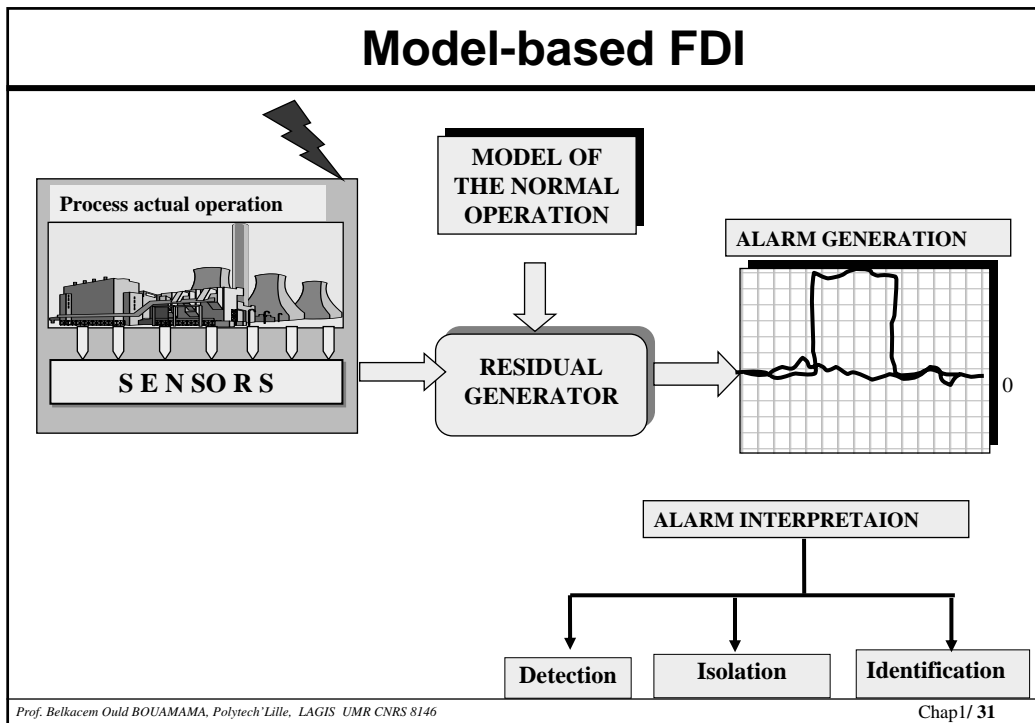 Model-based FDI
Process actual operation
S E N SO R S
MODEL OF
THE NORMAL
OPERATION
RESIDUAL
GENERATOR
ALARM GENERATION
0
ALARM INTERPRETAION
Detection
Isolation
Identification
Prof. Belkacem Ould BOUAMAMA, Polytech'Lille, LAGIS UMR CNRS 8146
Chap1/ 31